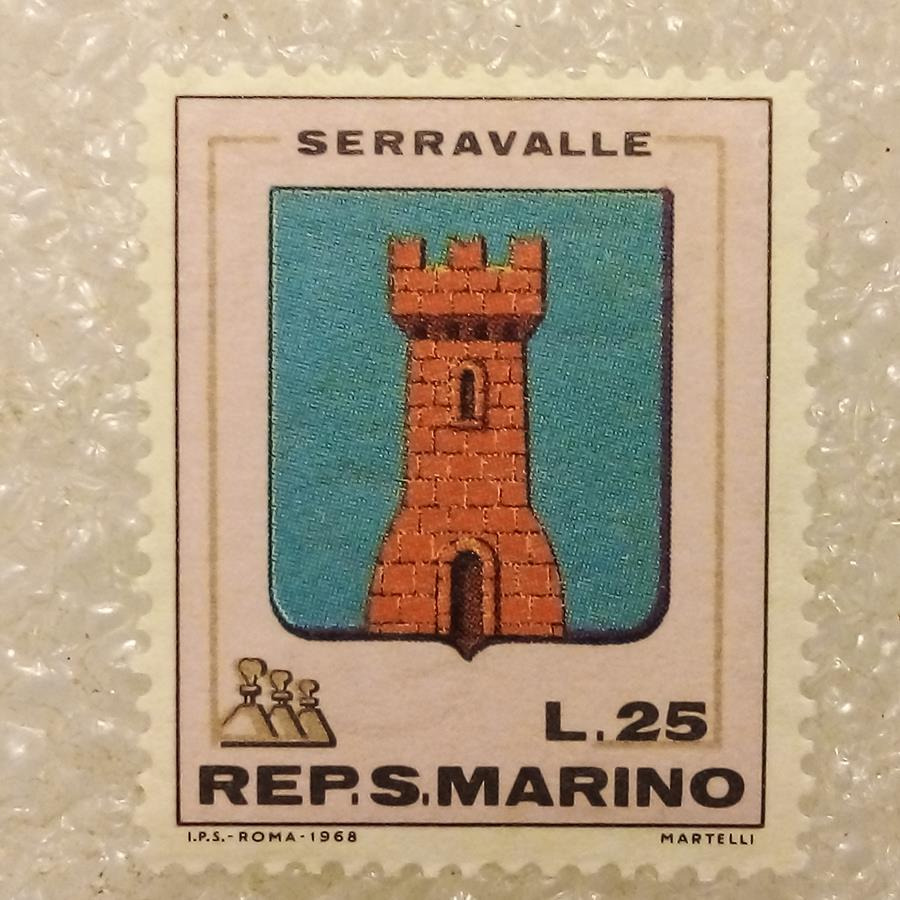 SERRAVALLE
L.25
REP.S.MARINO
I.P.S.-ROMA-1968 MARTELLI